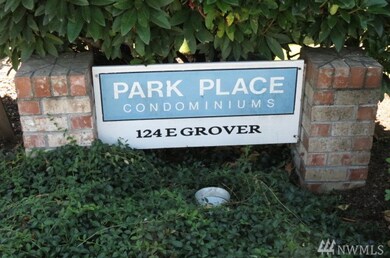 PARK PLACE
CONDOMINIUMS
124 E GROVER
NWMLS